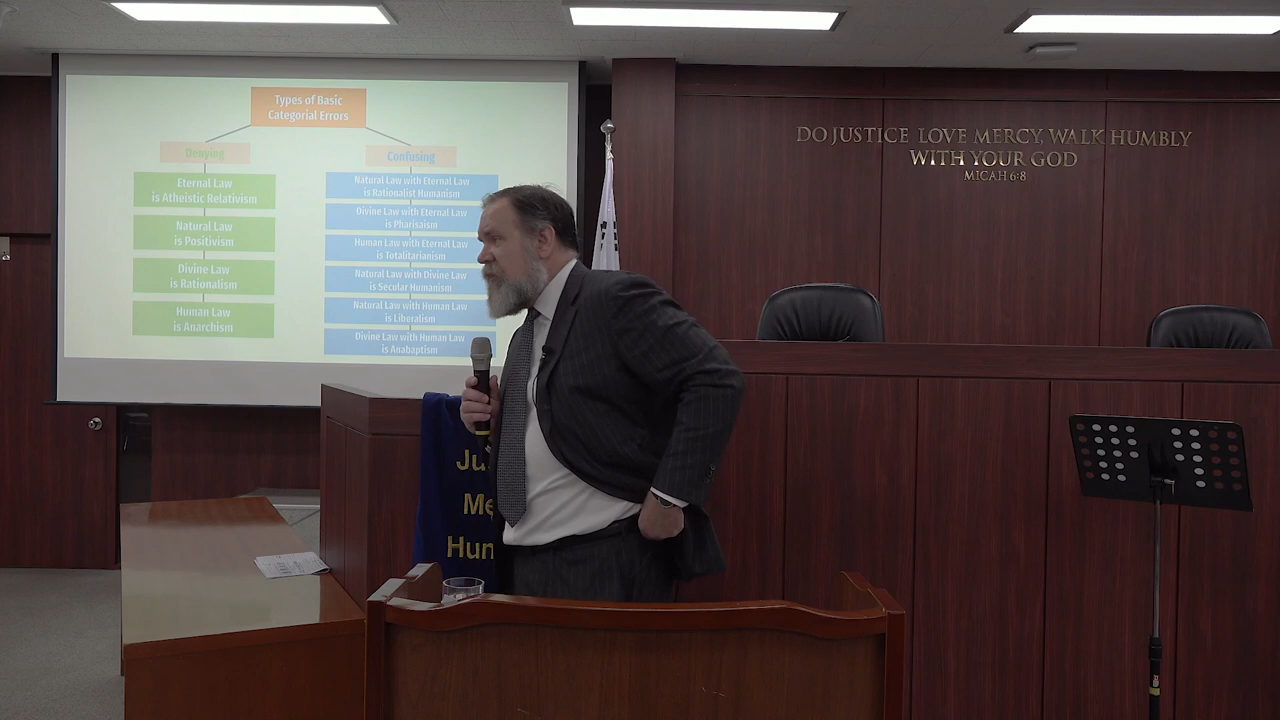 Types of Basic
Categorial Errors
Denying
Eternal Law
is Atheistic Relativism
Natural Law
is Positivism
Divine Law
is Rationalism
Human Law
is Anarchism
Confusing
Natural Law with Eternal Law
is Rationalist Humanism
Divine Law with Eternal Law
is Pharisaism
Human Law with Eternal Law
is Totalitarianism
Natural Law with Divine Law
is Secular Humanism
Natural Law with Human Law
is Liberalism
Divine Law with Human Law
is Anabaptism
DO JUSTICE LOVE MERCY, WALK HUMBLY
WITH YOUR GOD
MICAH 6:8
Ju
Me
Hum